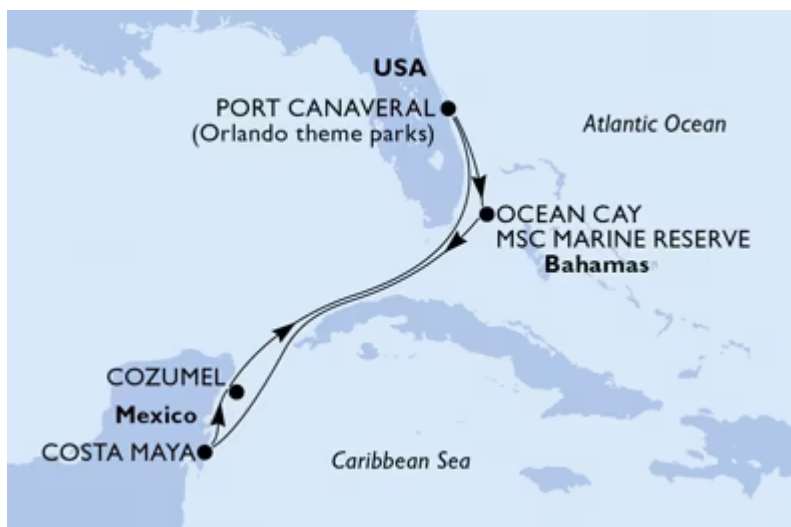 USA
PORT CANAVERAL
(Orlando theme parks)
Atlantic Ocean
OCEAN CAY
MSC MARINE RESERVE
Bahamas
COZUMEL
Mexico
COSTA MAYA
Caribbean Sea